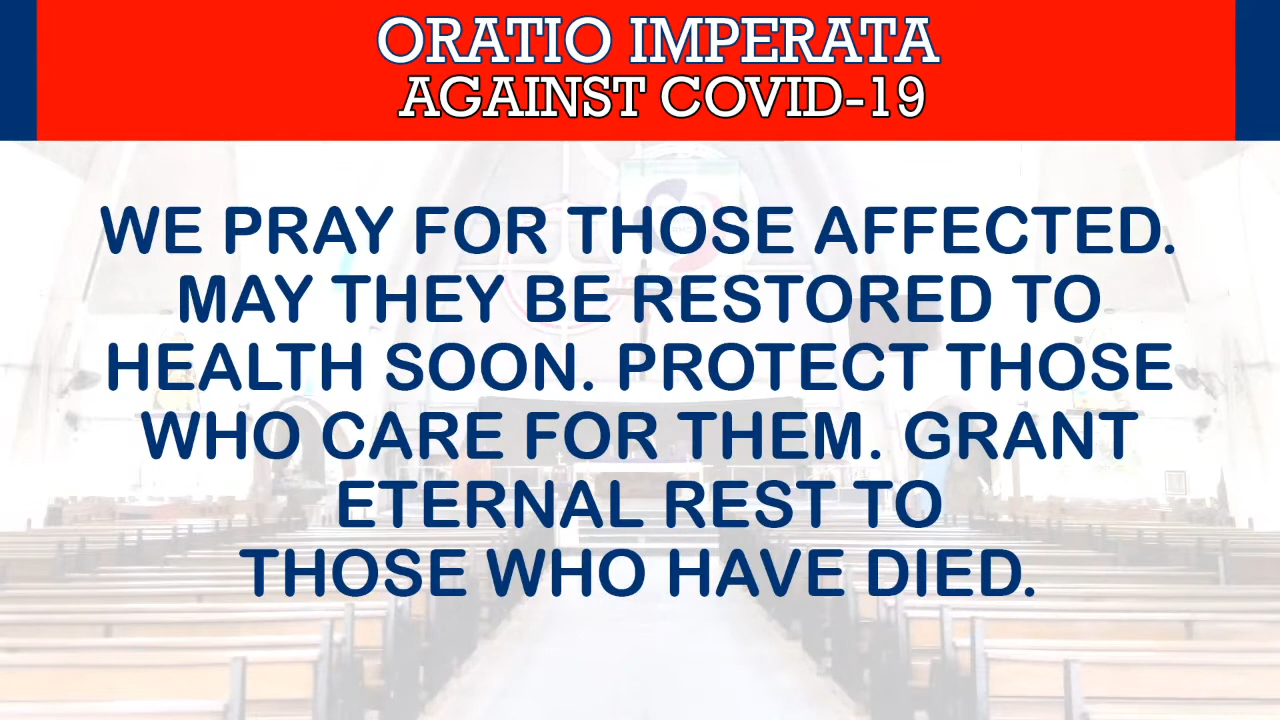 ORATIO IMPERATA
AGAINST COVID-19
WE PRAY FOR THOSE AFFECTED.
MAY THEY BE RESTORED TO
HEALTH SOON. PROTECT THOSE
WHO CARE FOR THEM. GRANT
ETERNAL REST TO
THOSE WHO HAVE DIED.